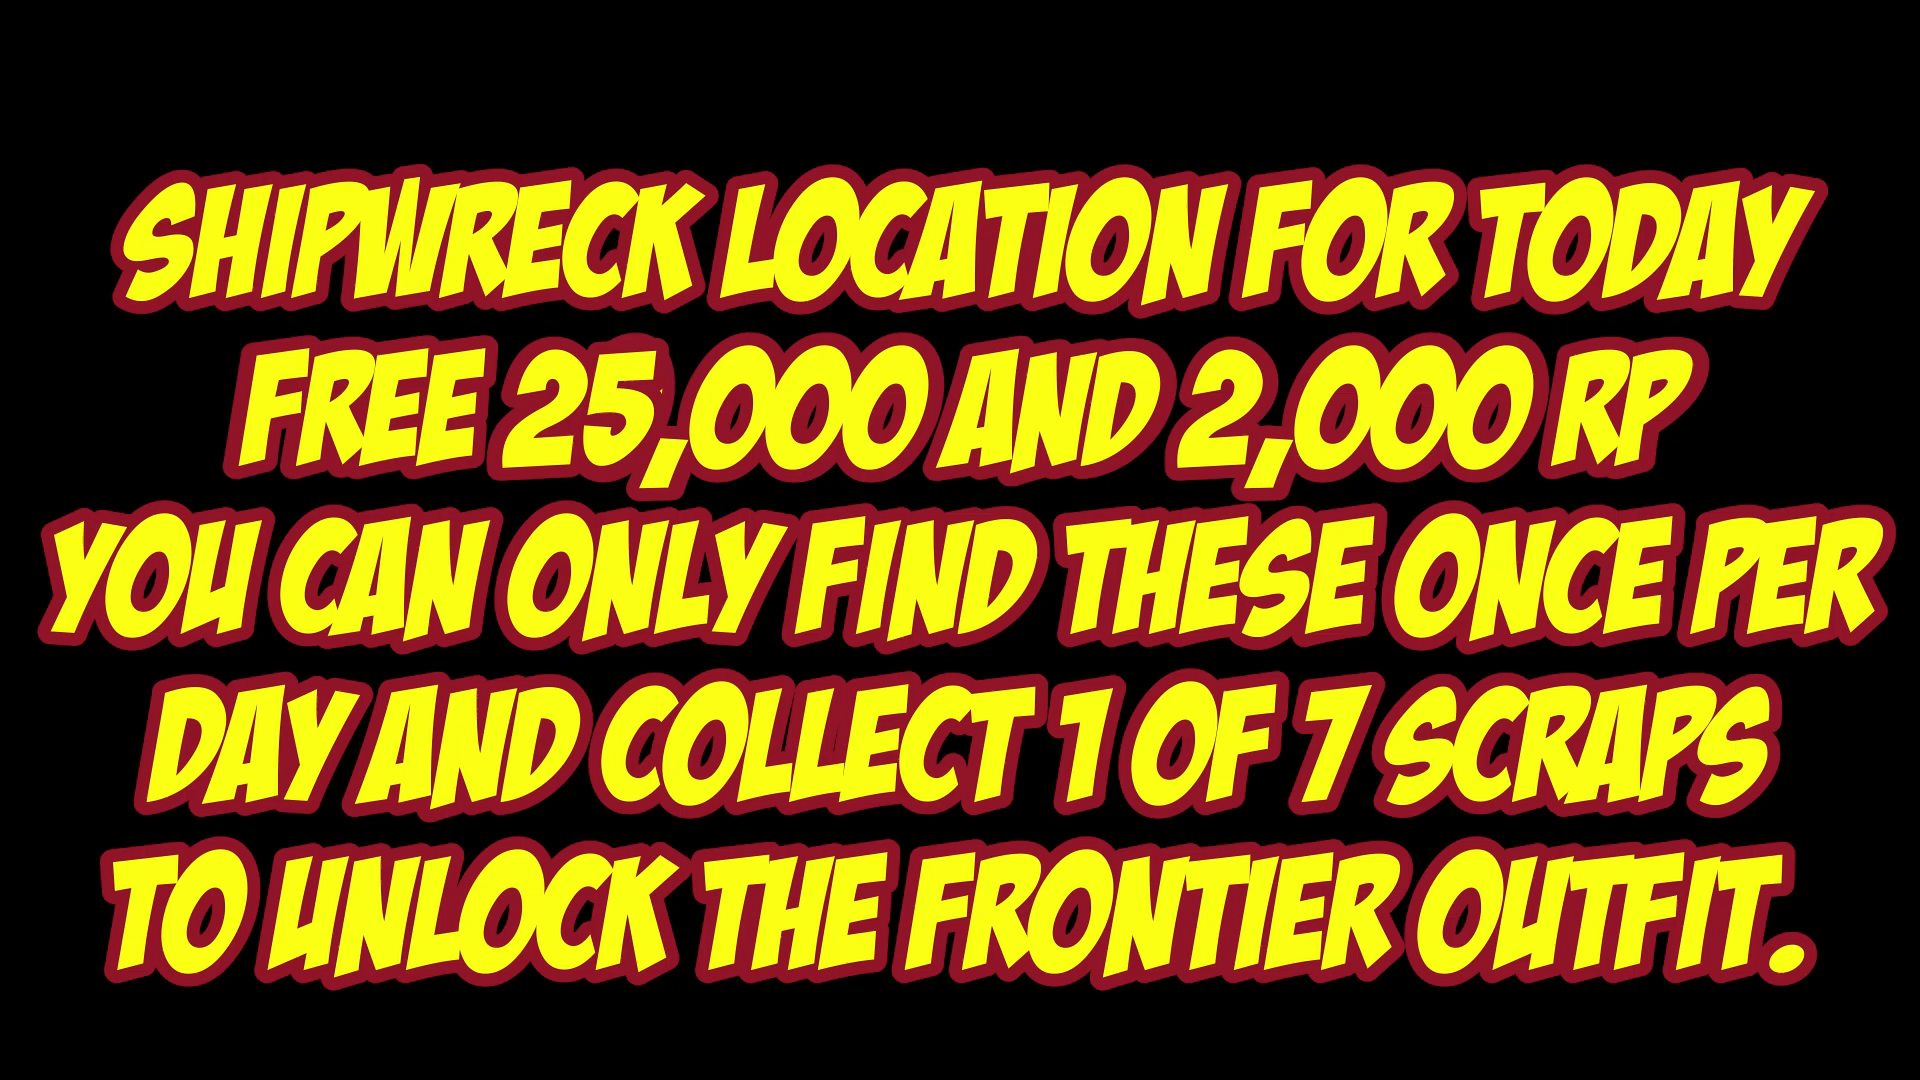 SHIPWRECK LOCATION FOR TODAY
FREE 25,000 AND 2,000 RP
YOU CAN ONLY FIND THESE ONCE PER
DAY AND COLLECT 1 OF 7 SCRAPS
TO UNLOCK THE FRONTIER OUTFIT.